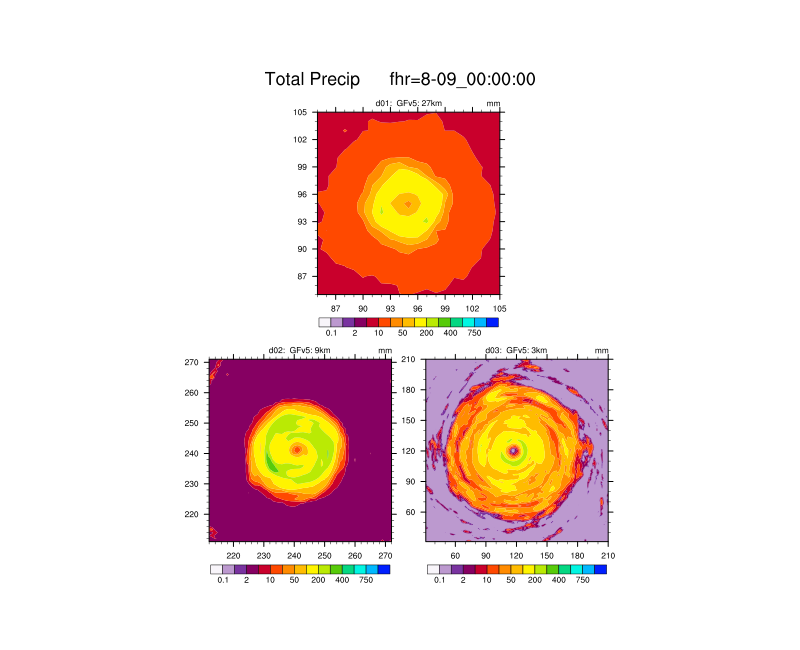 Total Precip fhr=8-09_00:00:00
d01: GFv5: 27km mm
105
102
99
96
93
90
87
87 90 93 96 99 102 105
0.1 2 10 50 200 400 750
d02: GFv5: 9km mm
270
260
250
240
230
220
220 230 240 250 260 270
0.1 2 10 50 200 400 750
d03: GFv5: 3km mm
210
180
150
120
90
60
60 90 120 150 180 210
0.1 2 10 50 200 400 750